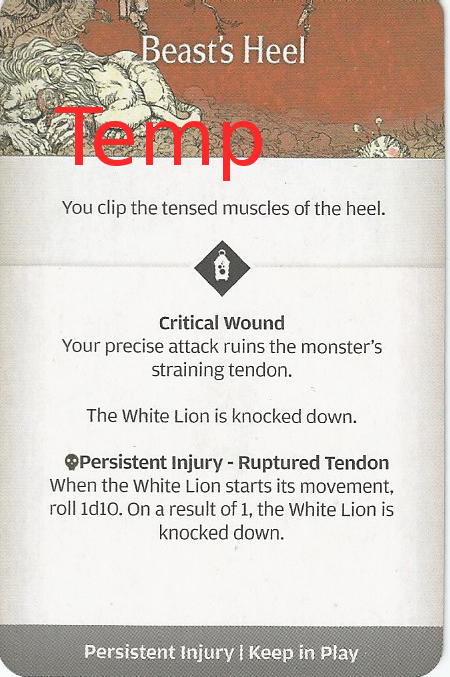 Beast's Heel
Temp
You clip the tensed muscles of the heel.
Critical Wound
Your precise attack ruins the monster's
straining tendon.
The White Lion is knocked down.
Persistent Injury - Ruptured Tendon
When the White Lion starts its movement,
roll 1d10. On a result of 1, the White Lion is
knocked down.
Persistent Injury | Keep in Play